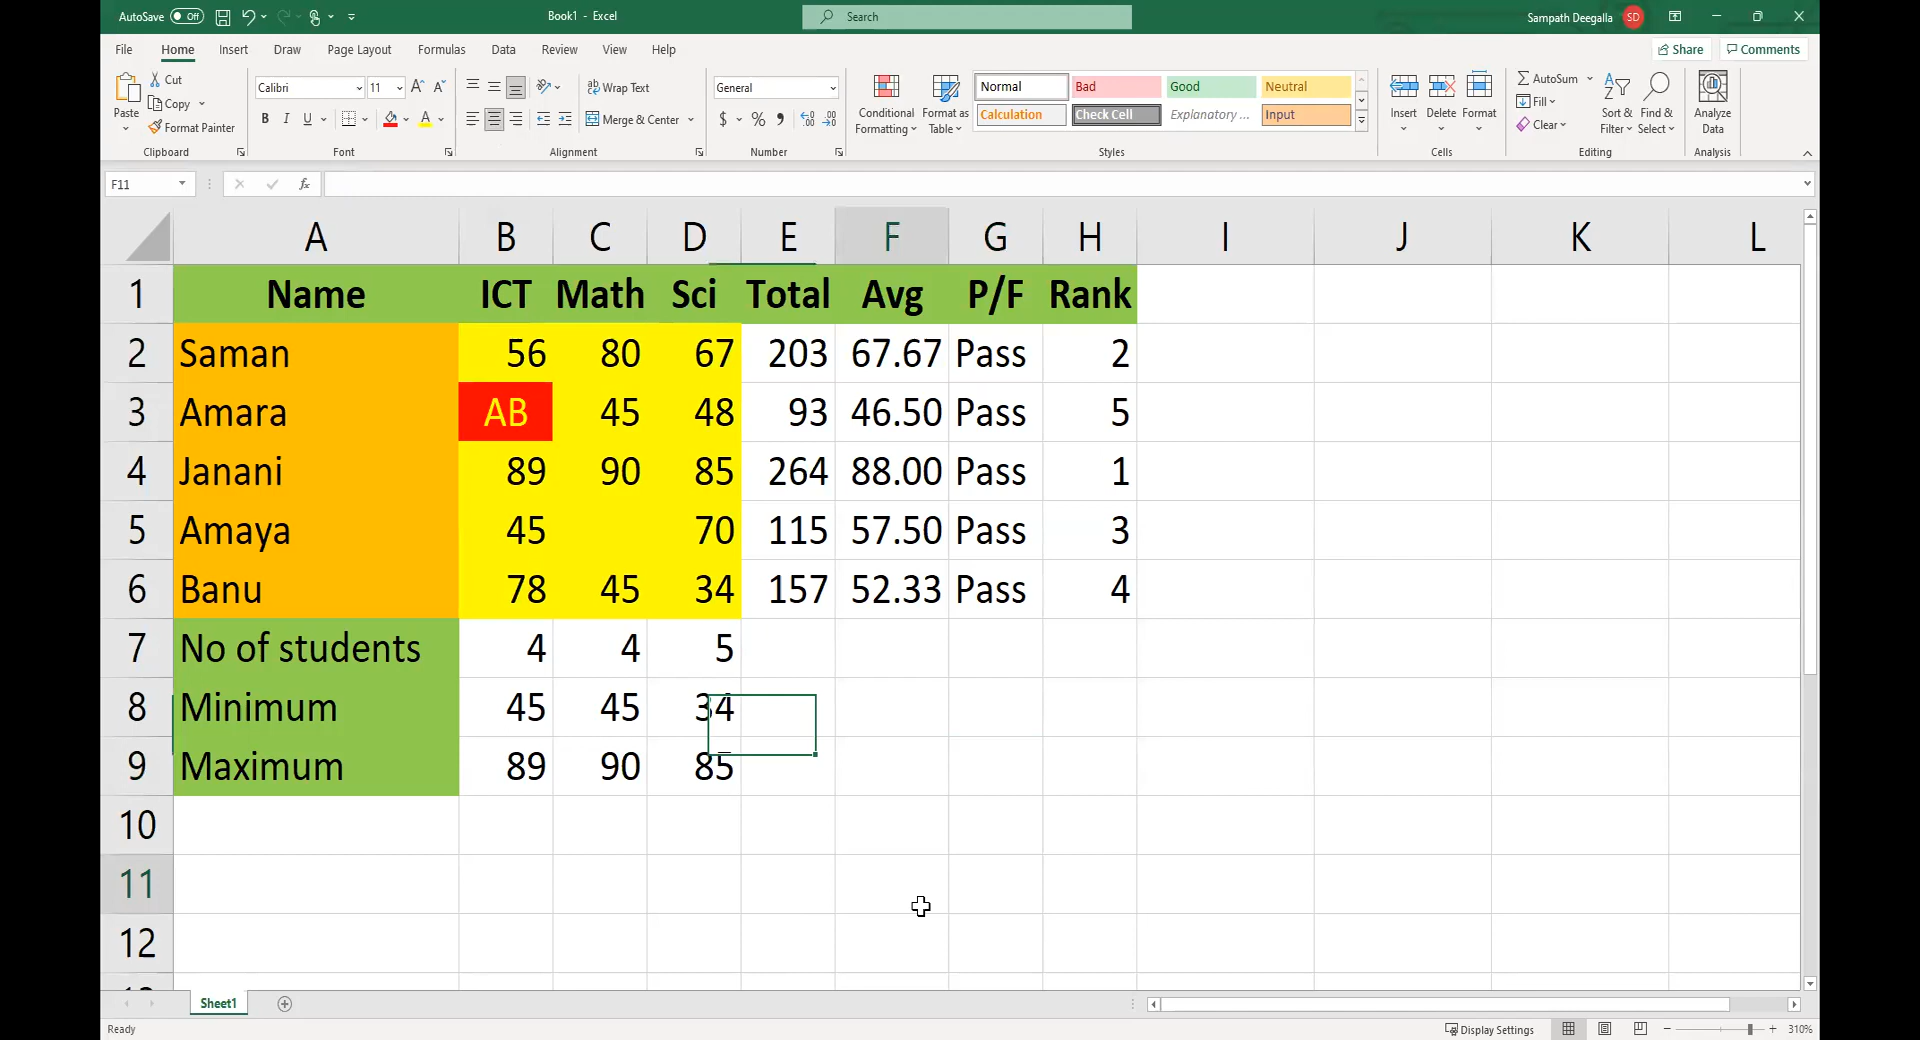 AutoSave Off Book1 - Excel Search Sampath Deegalla SD
File Home Insert Draw Page Layout Formulas Data Review View Help Share Comments
Cut
Copy
Format Painter
Paste
Clipboard
Calibri 11
B I U
Font
Wrap Text
Merge & Center
Alignment
General
$ %
Number
Conditional Formatting
Format as Table
Normal Bad Good Neutral
Calculation Check Cell Explanatory ... Input
Styles
Insert Delete Format
Cells
AutoSum
Fill
Clear
Sort & Filter
Find & Select
Editing
Analyze Data
Analysis
F11 fx
A B C D E F G H I J K L
1 Name ICT Math Sci Total Avg P/F Rank
2 Saman 56 80 67 203 67.67 Pass 2
3 Amara AB 45 48 93 46.50 Pass 5
4 Janani 89 90 85 264 88.00 Pass 1
5 Amaya 45 70 115 57.50 Pass 3
6 Banu 78 45 34 157 52.33 Pass 4
7 No of students 4 4 5
8 Minimum 45 45 34
9 Maximum 89 90 85
10
11
12
Sheet1
Ready Display Settings 310%